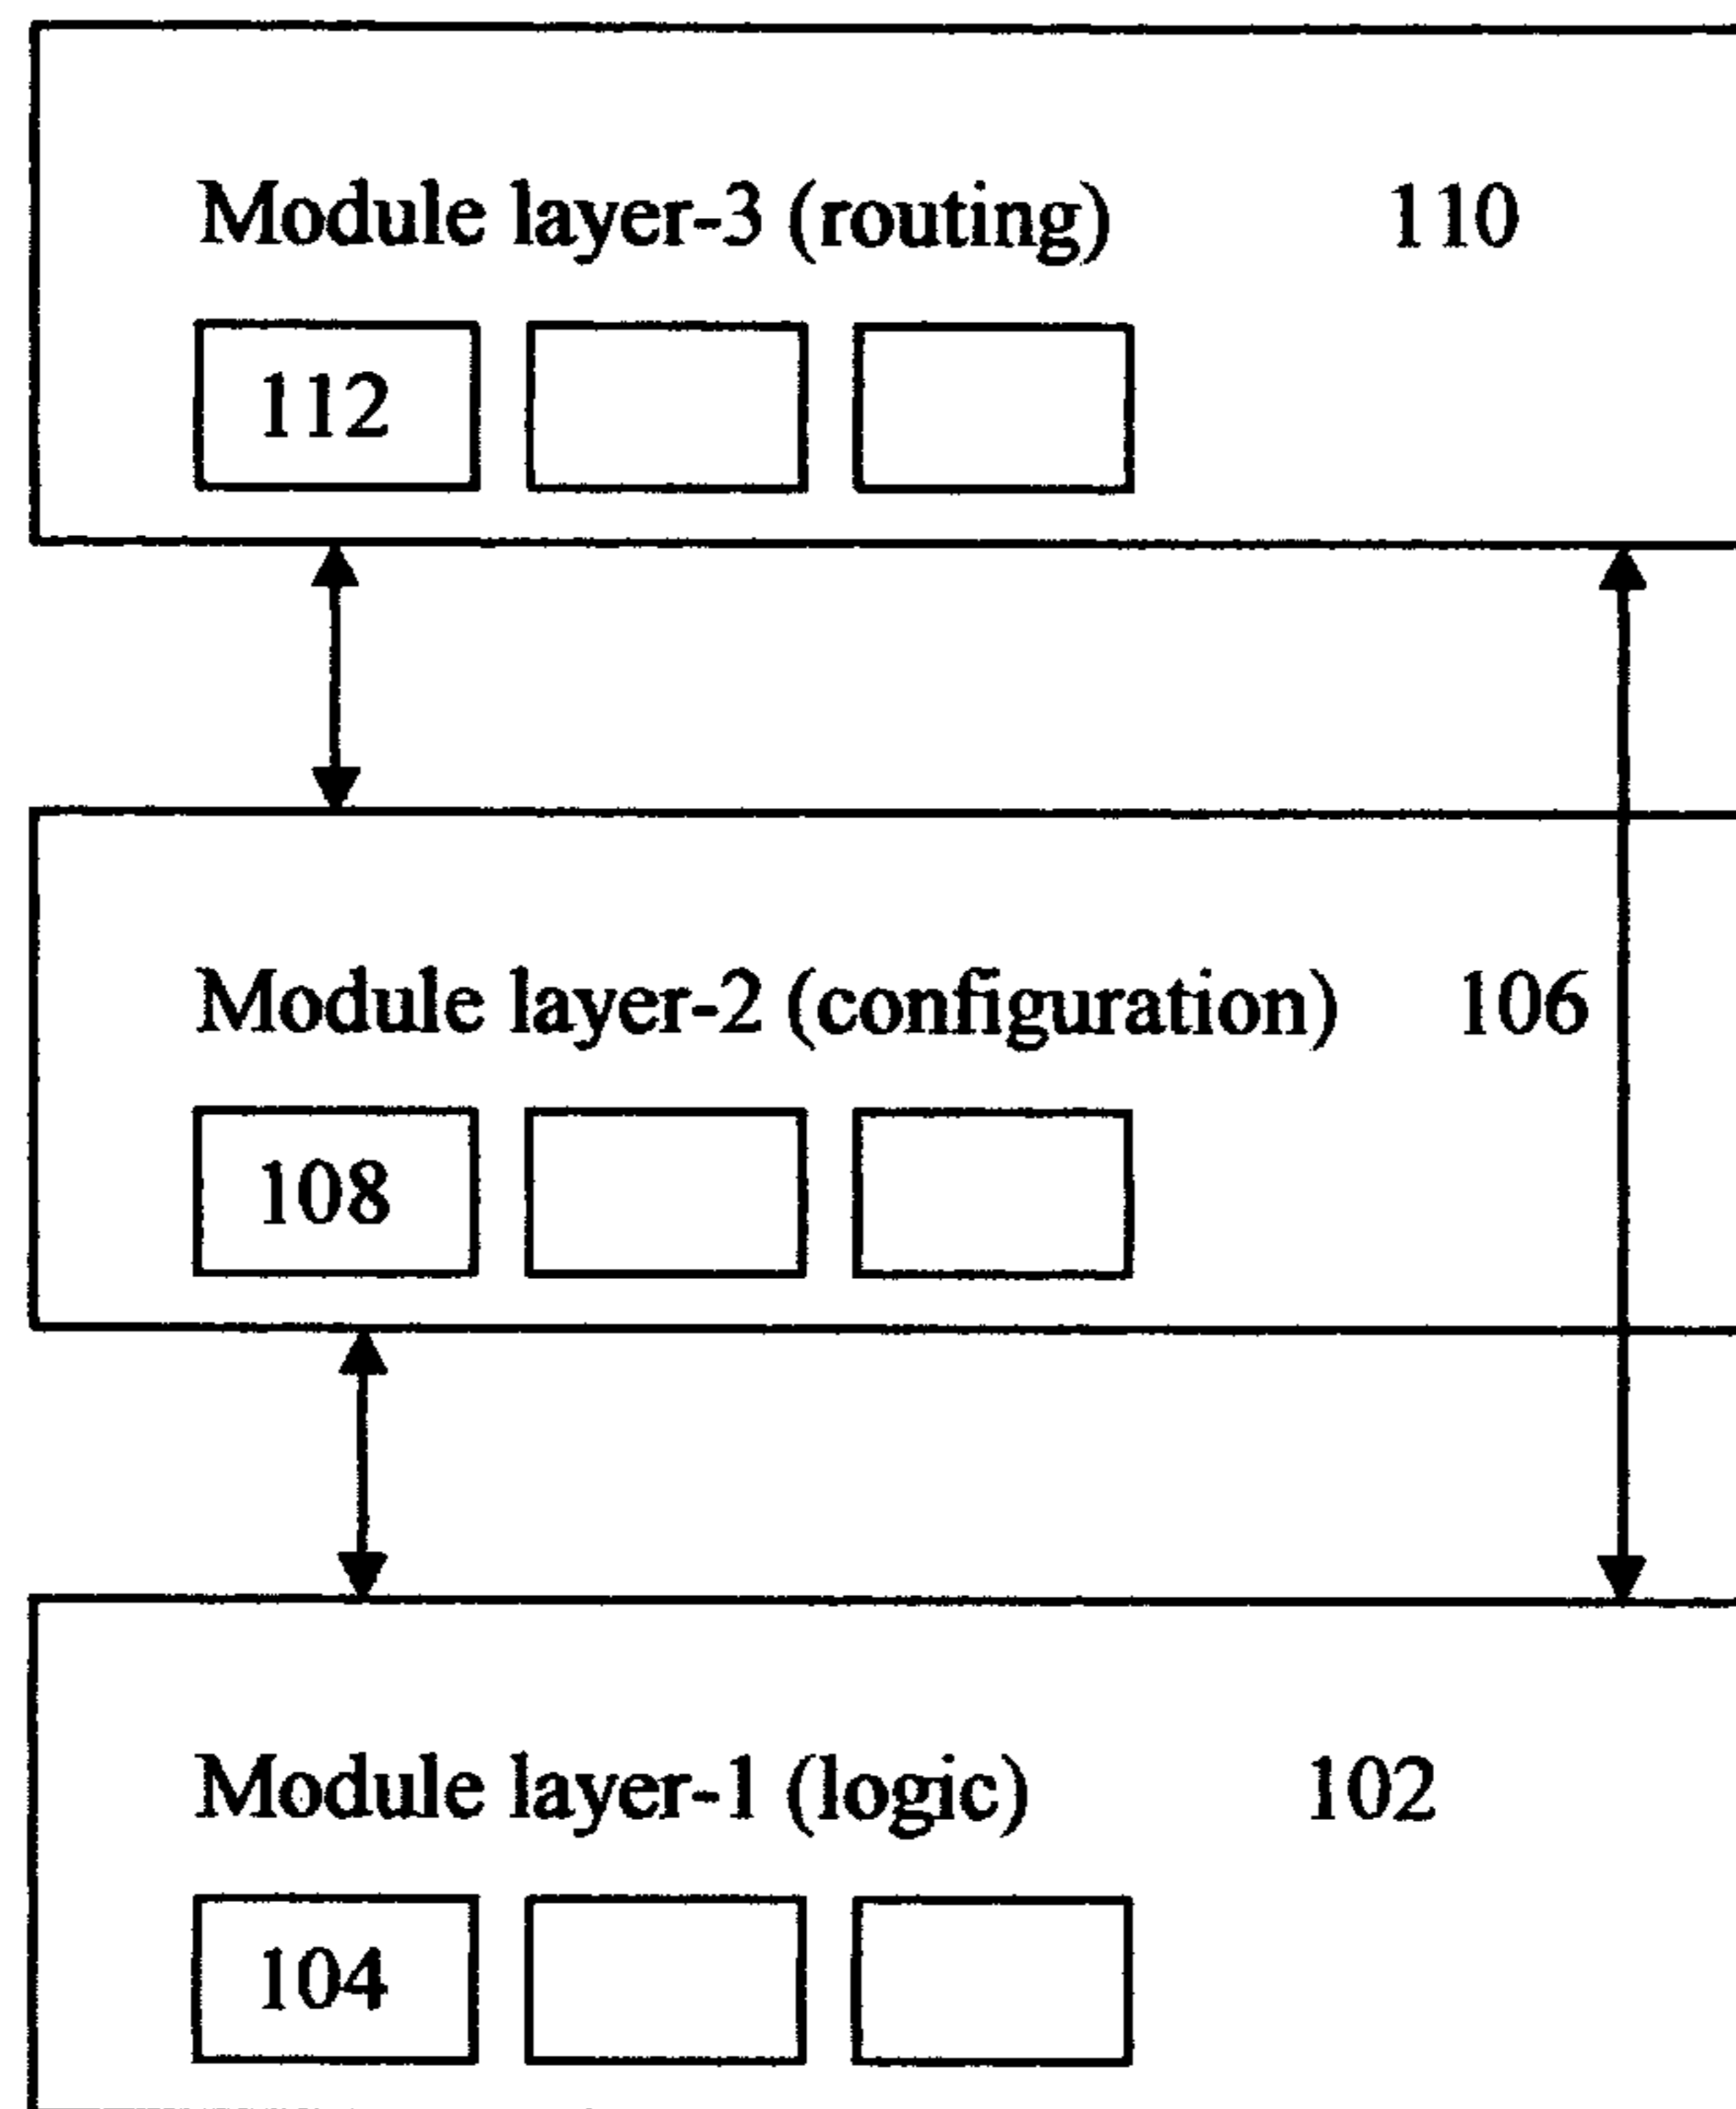 Module layer-3 (routing) 110
112
Module layer-2 (configuration) 106
108
Module layer-1 (logic) 102
104